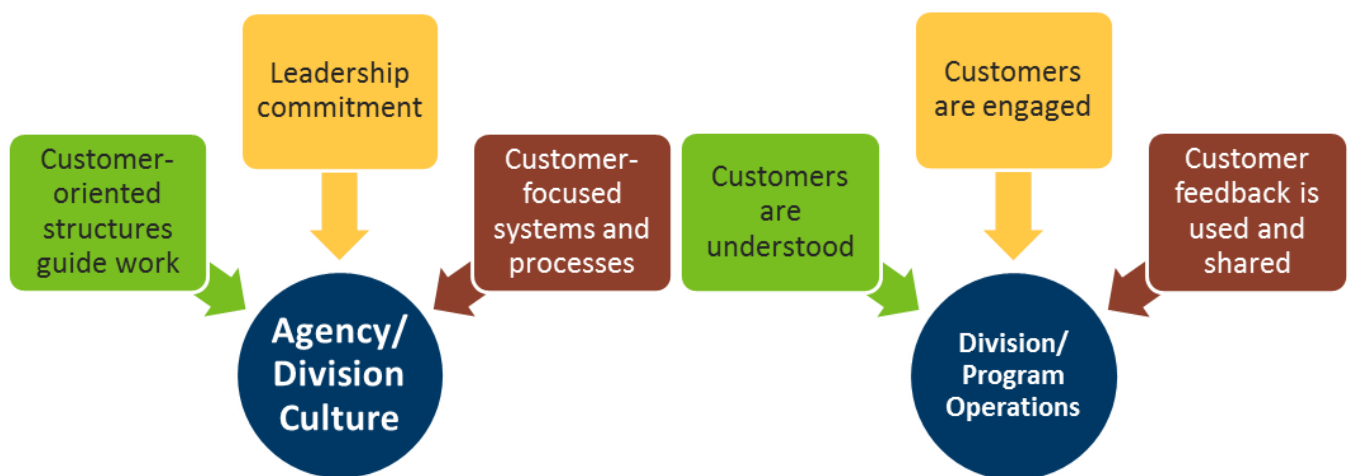 Leadership
commitment
Customer-
oriented
structures
guide work
Customer-
focused
systems and
processes
Agency/
Division
Culture
Customers
are engaged
Customers
are
understood
Customer
feedback is
used and
shared
Division/
Program
Operations